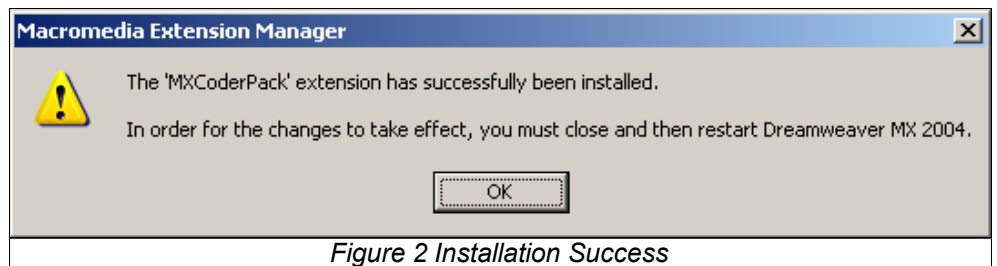 Macromedia Extension Manager
The 'MXCoderPack' extension has successfully been installed.
In order for the changes to take effect, you must close and then restart Dreamweaver MX 2004.
OK
Figure 2 Installation Success